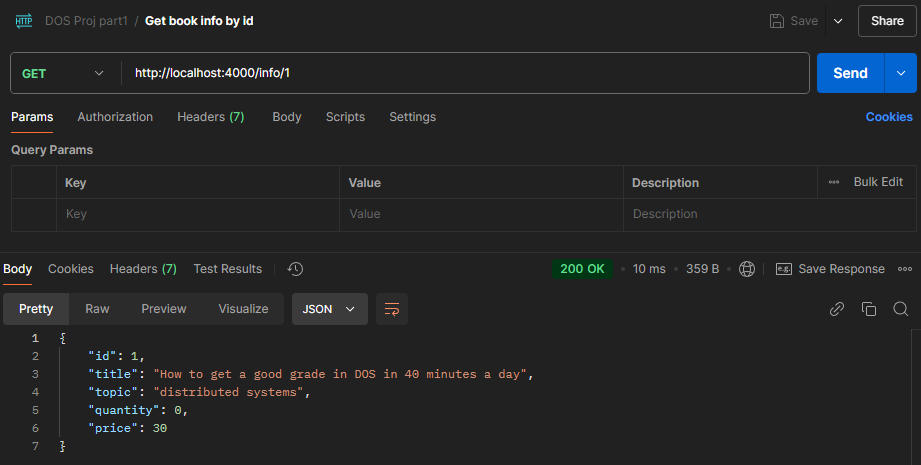 HTTP DOS Proj part1 / Get book info by id Save Share
GET http://localhost:4000/info/1 Send
Params Authorization Headers (7) Body Scripts Settings Cookies
Query Params
Key Value Description Bulk Edit
Key Value Description
Body Cookies Headers (7) Test Results 200 OK 10 ms 359 B e.g. Save Response
Pretty Raw Preview Visualize JSON
1 {
2 "id": 1,
3 "title": "How to get a good grade in DOS in 40 minutes a day",
4 "topic": "distributed systems",
5 "quantity": 0,
6 "price": 30
7 }